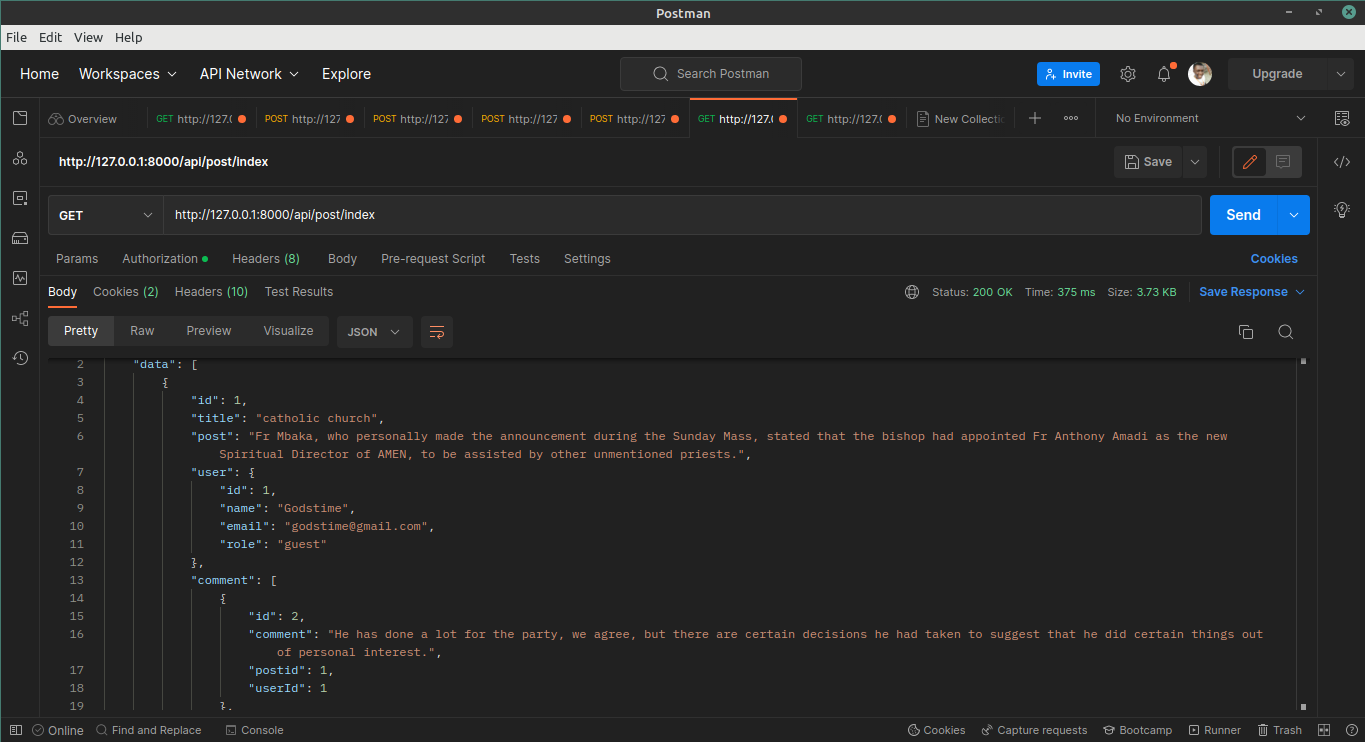 Postman
File Edit View Help
Home Workspaces API Network Explore Search Postman Invite Upgrade
Overview GET http://127.( POST http://127 POST http://127 POST http://127 POST http://127 GET http://127.0. GET http://127.( New Collectio No Environment
http://127.0.0.1:8000/api/post/index Save
GET http://127.0.0.1:8000/api/post/index Send
Params Authorization Headers (8) Body Pre-request Script Tests Settings Cookies
Body Cookies (2) Headers (10) Test Results Status: 200 OK Time: 375 ms Size: 3.73 KB Save Response
Pretty Raw Preview Visualize JSON
2 "data": [
3 {
4 "id": 1,
5 "title": "catholic church",
6 "post": "Fr Mbaka, who personally made the announcement during the Sunday Mass, stated that the bishop had appointed Fr Anthony Amadi as the new
Spiritual Director of AMEN, to be assisted by other unmentioned priests.",
7 "user": {
8 "id": 1,
9 "name": "Godstime",
10 "email": "godstime@gmail.com",
11 "role": "guest"
12 },
13 "comment": [
14 {
15 "id": 2,
16 "comment": "He has done a lot for the party, we agree, but there are certain decisions he had taken to suggest that he did certain things out
of personal interest.",
17 "postid": 1,
18 "userId": 1
19 },
Online Find and Replace Console Cookies Capture requests Bootcamp Runner Trash